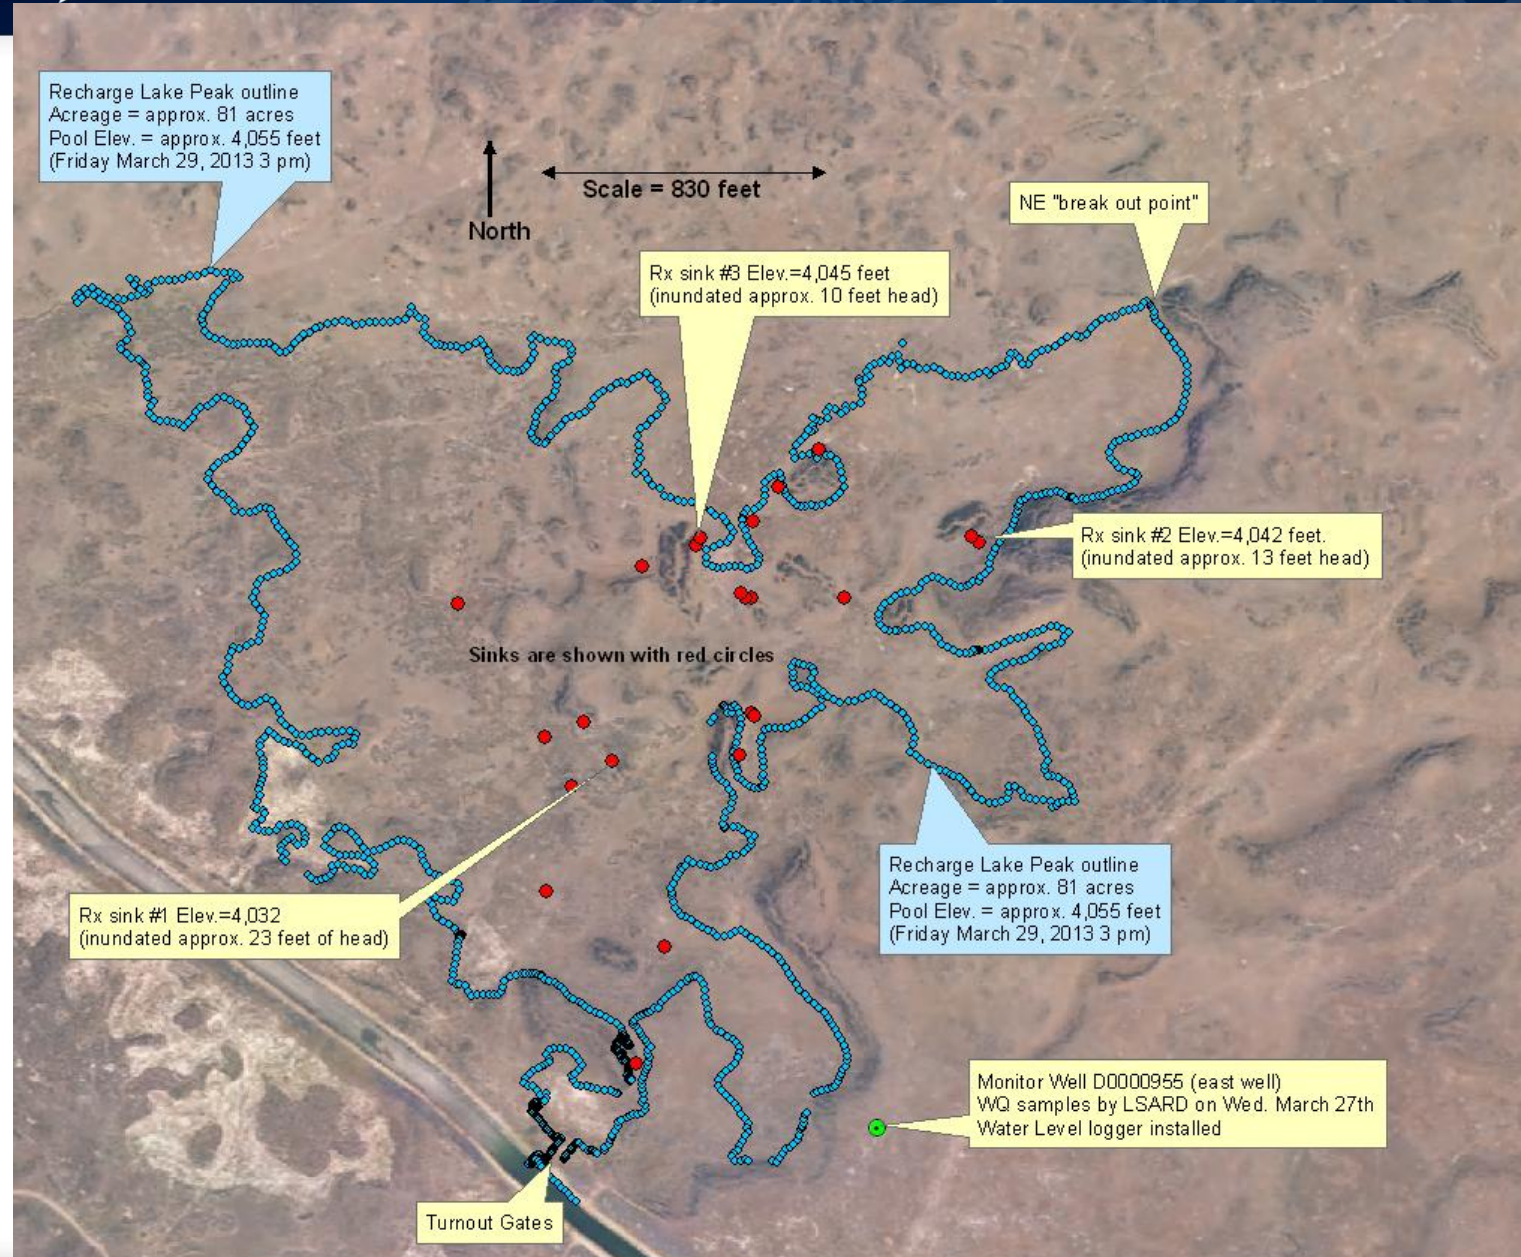 Recharge Lake Peak outline
Acreage = approx. 81 acres
Pool Elev. = approx. 4,055 feet
(Friday March 29, 2013 3 pm)
Scale = 830 feet
North
NE "break out point"
Rx sink #3 Elev.=4,045 feet
(inundated approx. 10 feet head)
Rx sink #2 Elev.=4,042 feet.
(inundated approx. 13 feet head)
Sinks are shown with red circles
Recharge Lake Peak outline
Acreage = approx. 81 acres
Pool Elev. = approx. 4,055 feet
(Friday March 29, 2013 3 pm)
Rx sink #1 Elev.=4,032
(inundated approx. 23 feet of head)
Monitor Well D0000955 (east well)
WQ samples by LSARD on Wed. March 27th
Water Level logger installed
Turnout Gates